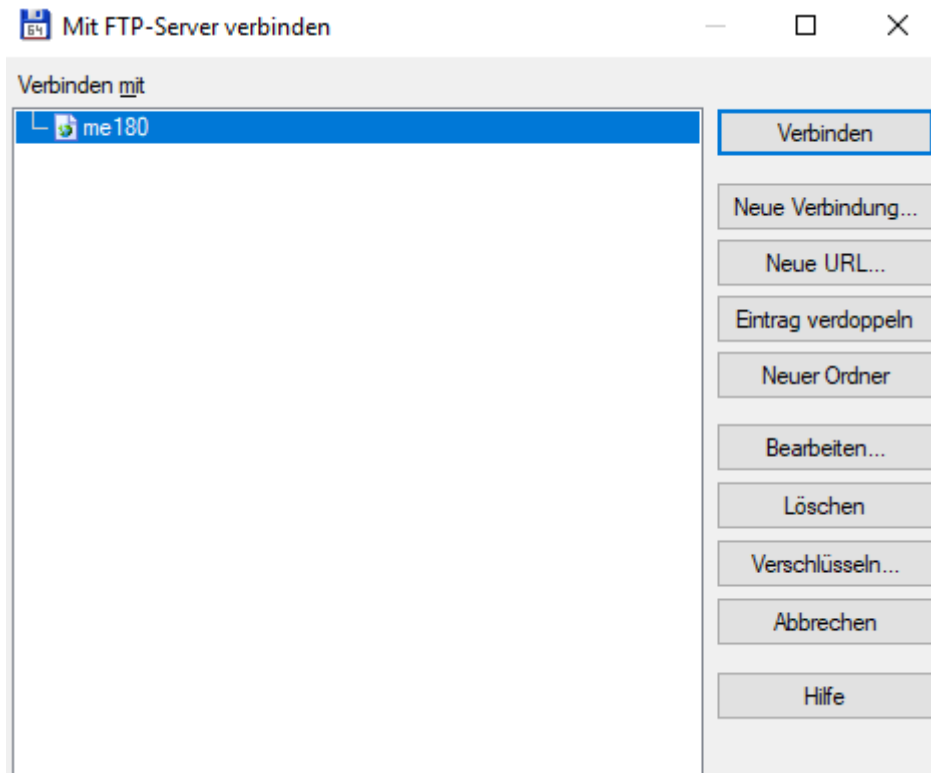 64 Mit FTP-Server verbinden
Verbinden mit
me180
Verbinden
Neue Verbindung...
Neue URL...
Eintrag verdoppeln
Neuer Ordner
Bearbeiten...
Löschen
Verschlüsseln...
Abbrechen
Hilfe